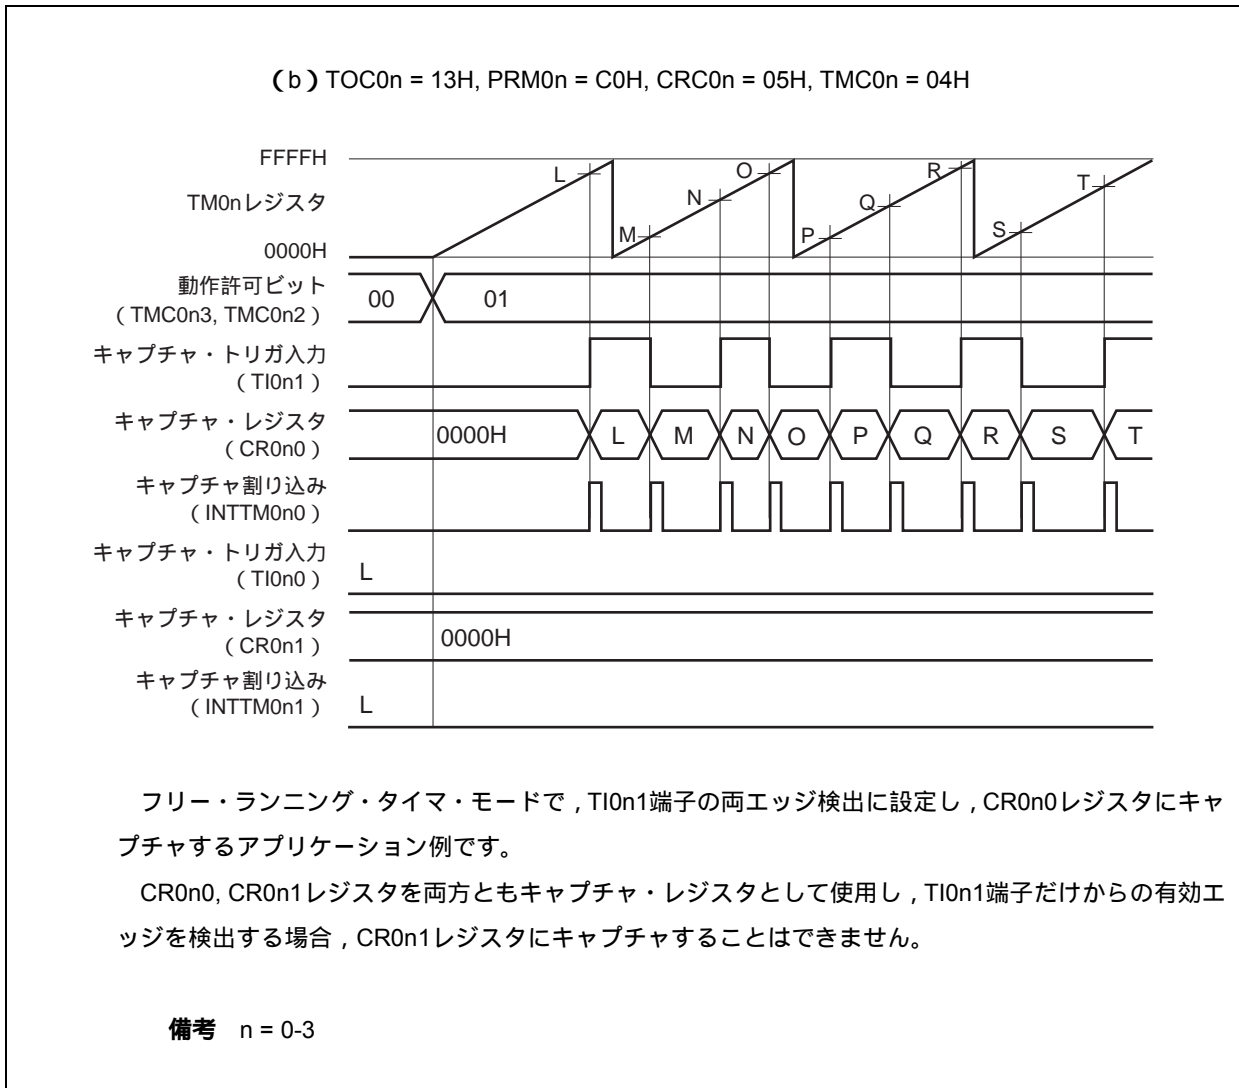 （b）TOC0n = 13H, PRM0n = C0H, CRC0n = 05H, TMC0n = 04H
FFFFH
TM0nレジスタ
0000H
L
M
N
O
P
Q
R
S
T
動作許可ビット
（TMC0n3, TMC0n2）
00
01
キャプチャ・トリガ入力
（TI0n1）
キャプチャ・レジスタ
（CR0n0）
0000H
L
M
N
O
P
Q
R
S
T
キャプチャ割り込み
（INTTM0n0）
キャプチャ・トリガ入力
（TI0n0）
L
キャプチャ・レジスタ
（CR0n1）
0000H
キャプチャ割り込み
（INTTM0n1）
L
フリー・ランニング・タイマ・モードで，TI0n1端子の両エッジ検出に設定し，CR0n0レジスタにキャ
プチャするアプリケーション例です。
CR0n0, CR0n1レジスタを両方ともキャプチャ・レジスタとして使用し，TI0n1端子だけからの有効エ
ッジを検出する場合，CR0n1レジスタにキャプチャすることはできません。
備考　n = 0-3